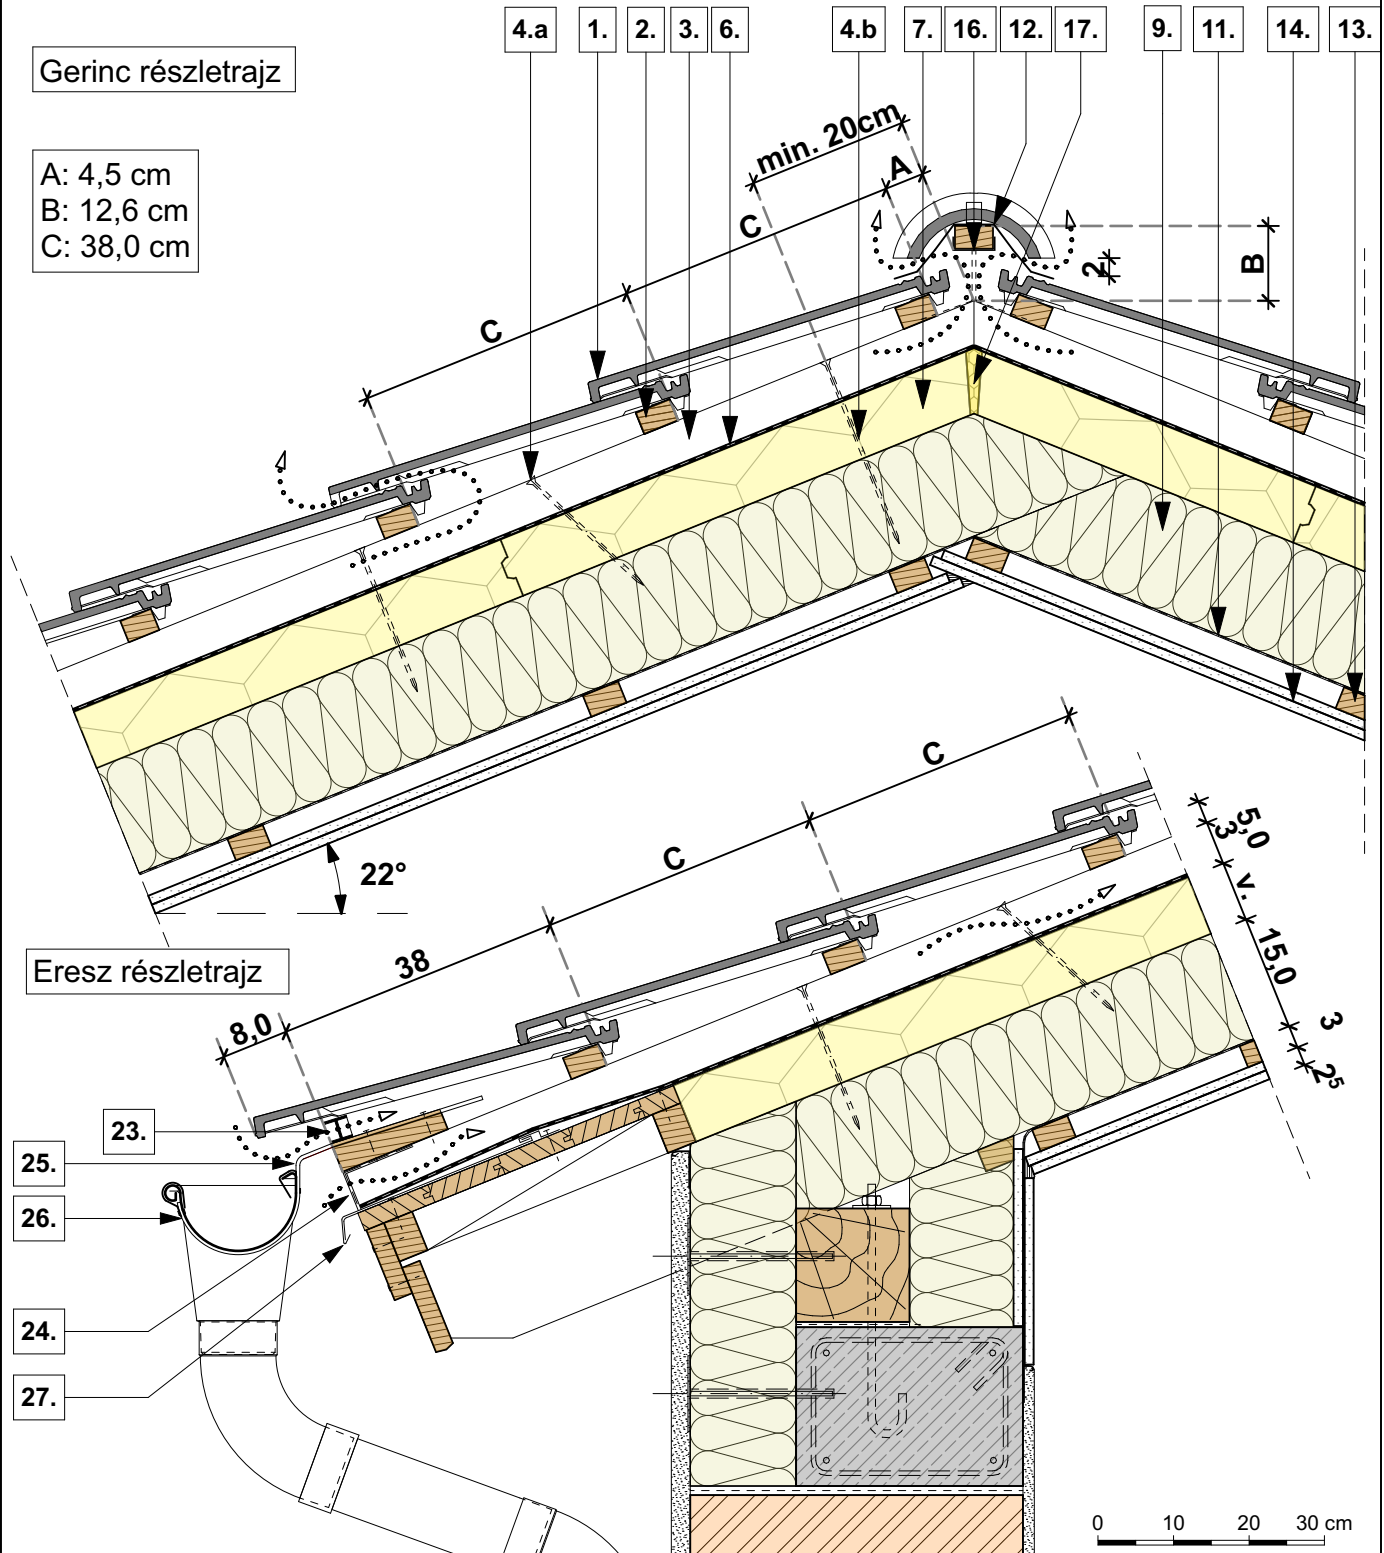 4.a 1. 2. 3. 6. 4.b 7. 16. 12. 17. 9. 11. 14. 13.
Gerinc részletrajz
A: 4,5 cm
B: 12,6 cm
C: 38,0 cm
min. 20cm
A
C
C
B
2
22°
C
C
38
8,0
5,0
3
v.
15,0
3
2⁵
Eresz részletrajz
23.
25.
26.
24.
27.
0 10 20 30 cm